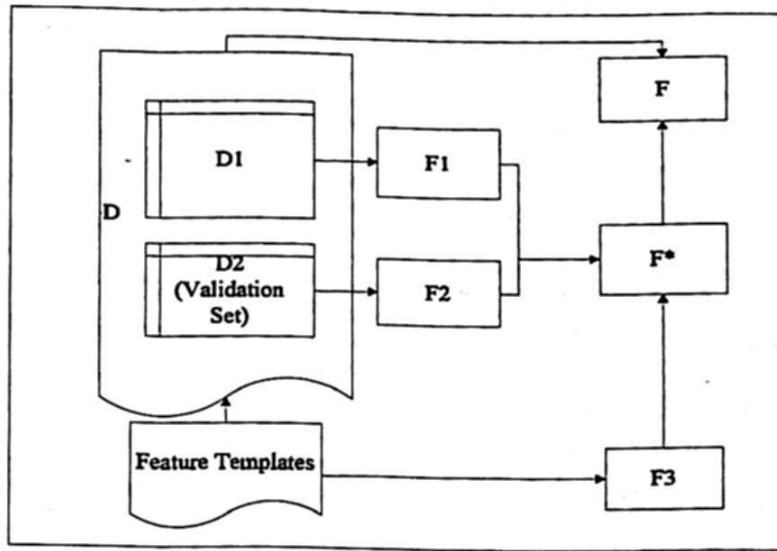 F
D1
F1
D
D2
(Validation
Set)
F2
F*
Feature Templates
F3